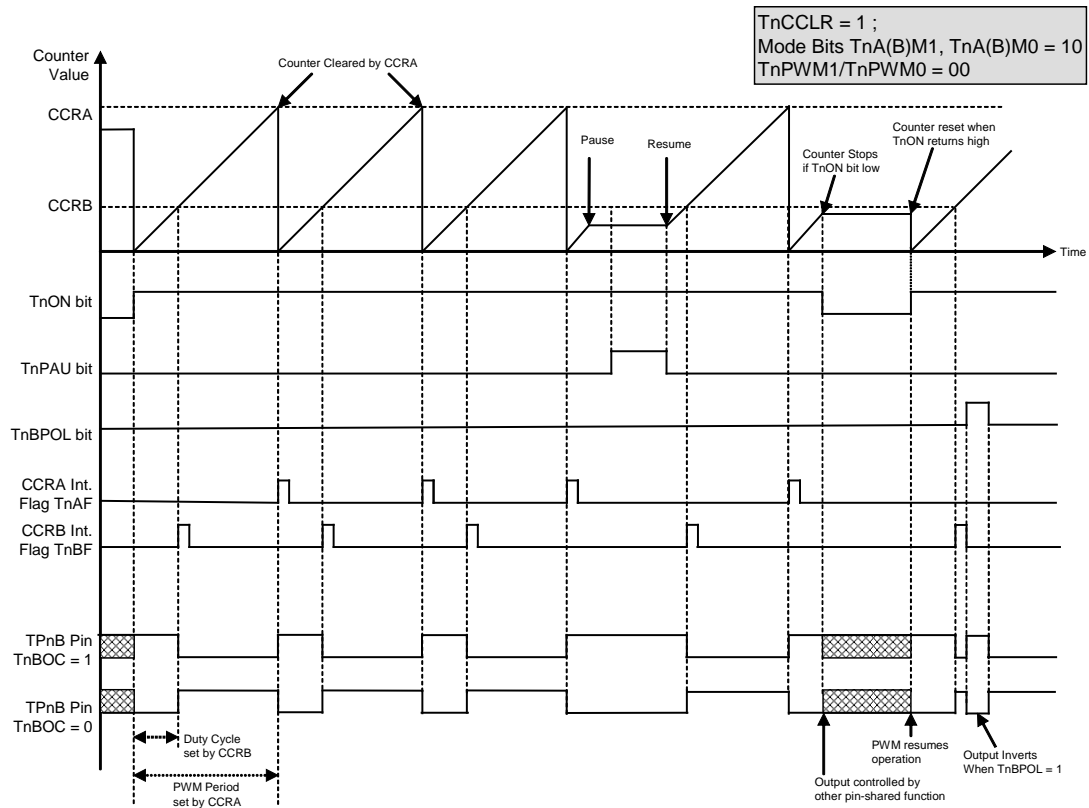 TnCCLR = 1 ;
Mode Bits TnA(B)M1, TnA(B)M0 = 10
TnPWM1/TnPWM0 = 00
Counter
Value
Counter Cleared by CCRA
CCRA
Pause
Resume
Counter Stops
if TnON bit low
Counter reset when
TnON returns high
CCRB
Time
TnON bit
TnPAU bit
TnBPOL bit
CCRA Int.
Flag TnAF
CCRB Int.
Flag TnBF
TPnB Pin
TnBOC = 1
TPnB Pin
TnBOC = 0
Duty Cycle
set by CCRB
PWM Period
set by CCRA
Output controlled by
other pin-shared function
PWM resumes
operation
Output Inverts
When TnBPOL = 1